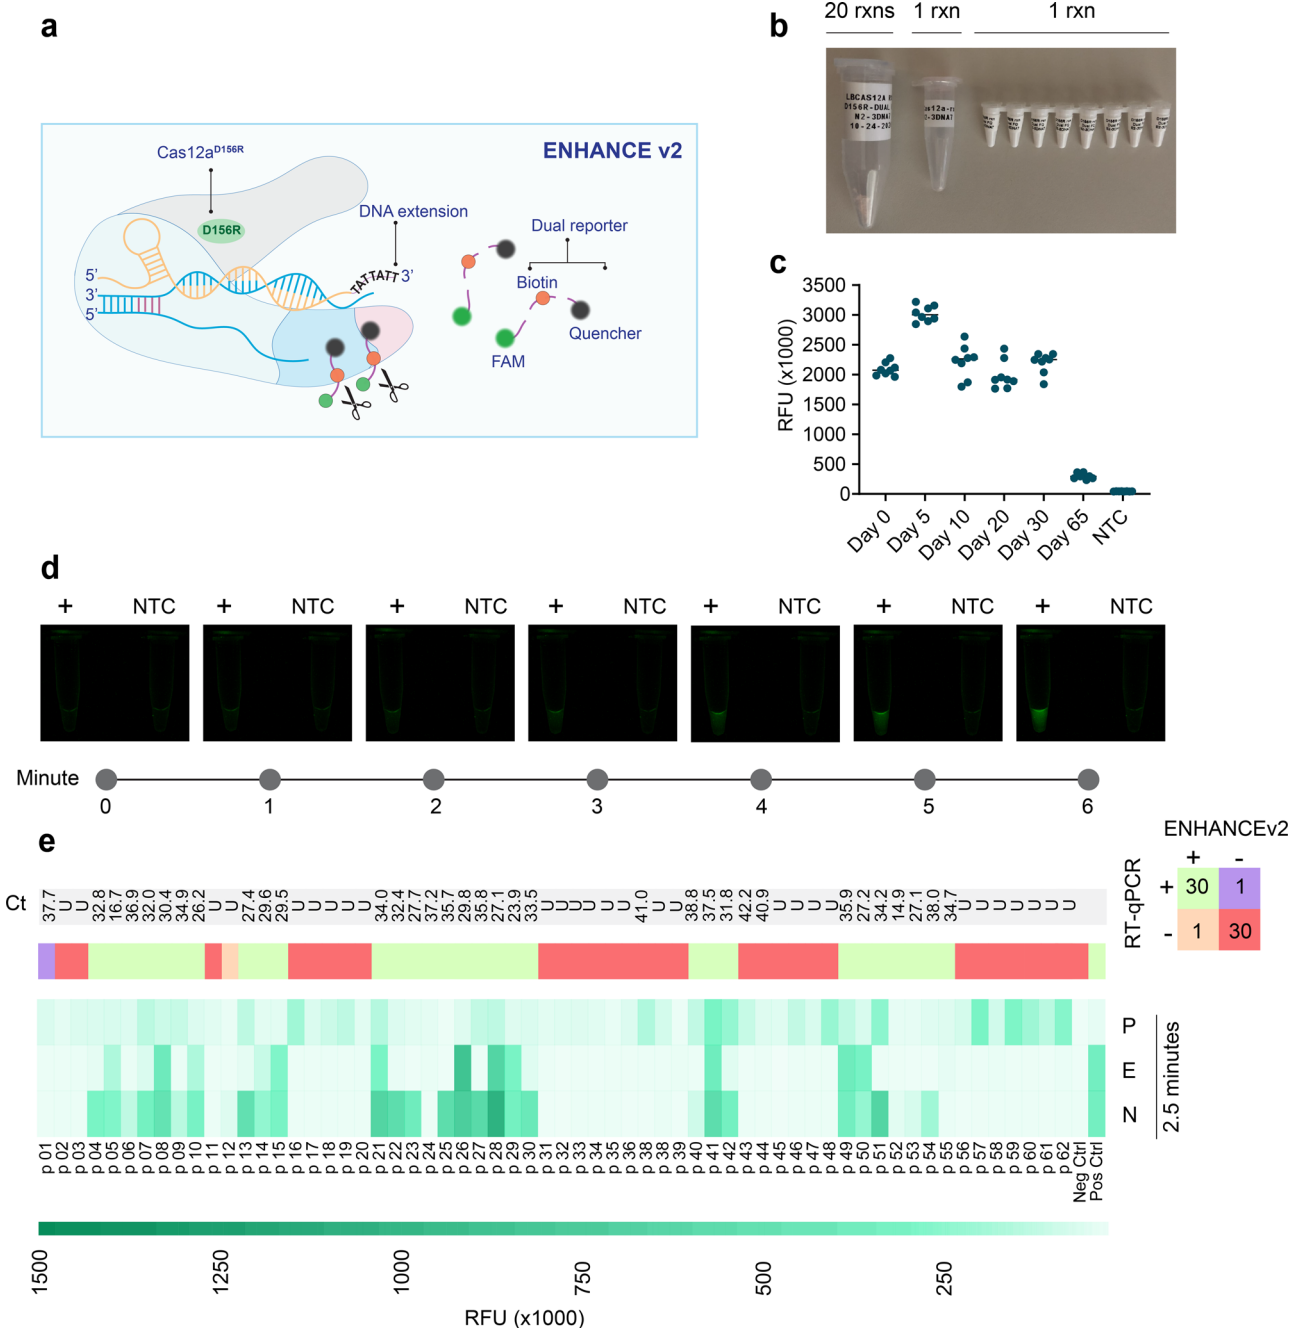 a
ENHANCE v2
Cas12aD156R
D156R
DNA extension
TATTATT 3'
5'
3'
5'
Dual reporter
Biotin
Quencher
FAM
b
20 rxns 1 rxn 1 rxn
LBCAS12A
D156R-DUAL
N2-3DNAT
c
RFU (x1000)
3500
3000
2500
2000
1500
1000
500
0
Day 0 Day 5 Day 10 Day 20 Day 30 Day 65 NTC
d
+ NTC + NTC + NTC + NTC + NTC + NTC + NTC
Minute
0 1 2 3 4 5 6
e
Ct 37.7 U U 32.8 16.7 36.9 32.0 30.4 34.9 26.2 U U 27.4 29.6 29.5 U U U U U 34.0 32.4 27.7 37.2 35.7 29.8 35.8 27.1 23.9 33.5 U U U U U U 41.0 U U 38.8 37.5 31.8 42.2 40.9 U U U U 35.9 27.2 34.2 14.9 27.1 38.0 34.7 U U U U U U U
ENHANCEv2
+ -
RT-qPCR
+ 30 1
- 1 30
P
E
N
2.5 minutes
p 01 p 02 p 03 p 04 p 05 p 06 p 07 p 08 p 09 p 10 p 11 p 12 p 13 p 14 p 15 p 16 p 17 p 18 p 19 p 20 p 21 p 22 p 23 p 24 p 25 p 26 p 27 p 28 p 29 p 30 p 31 p 32 p 33 p 34 p 35 p 36 p 38 p 38 p 39 p 40 p 41 p 42 p 43 p 44 p 45 p 46 p 47 p 48 p 49 p 50 p 51 p 52 p 53 p 54 p 55 p 56 p 57 p 58 p 59 p 60 p 61 p 62 Neg Ctrl Pos Ctrl
1500 1250 1000 750 500 250
RFU (x1000)